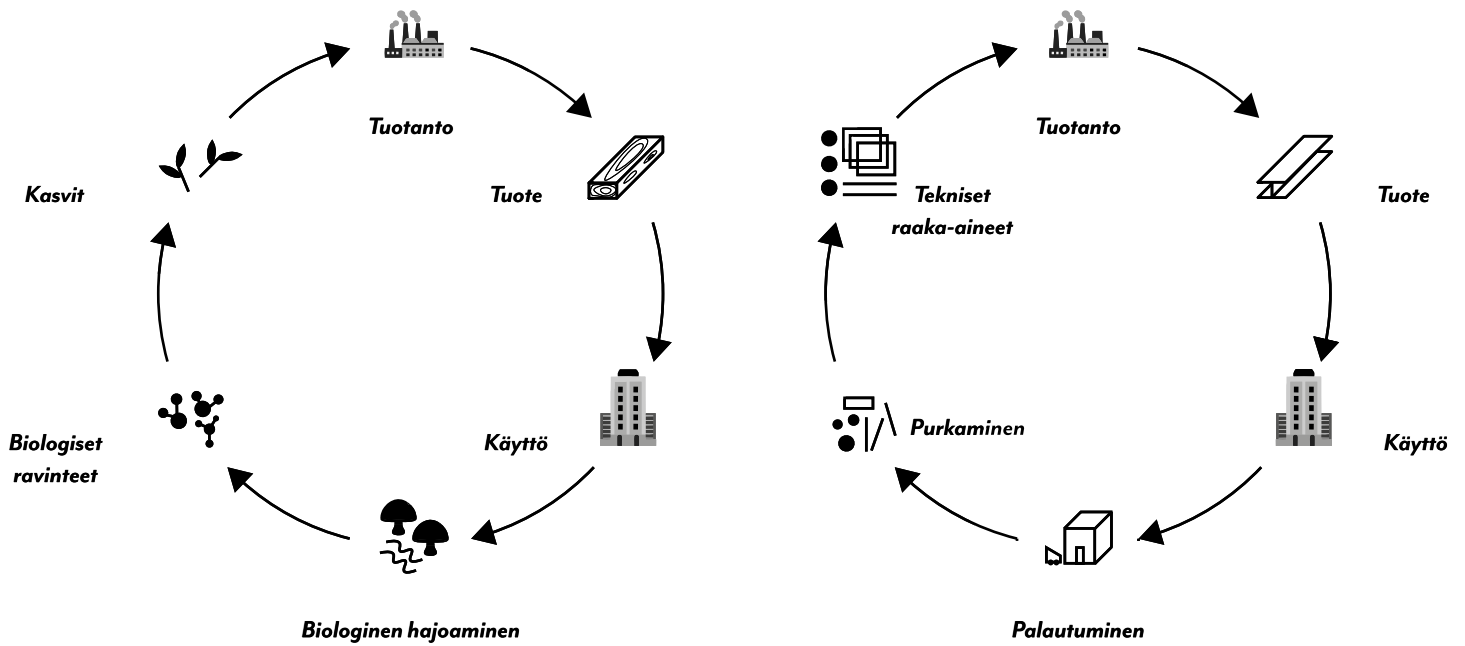 Tuotanto
Tuote
Kasvit
Käyttö
Biologiset
ravinteet
Biologinen hajoaminen
Tuotanto
Tekniset
raaka-aineet
Tuote
Purkaminen
Käyttö
Palautuminen